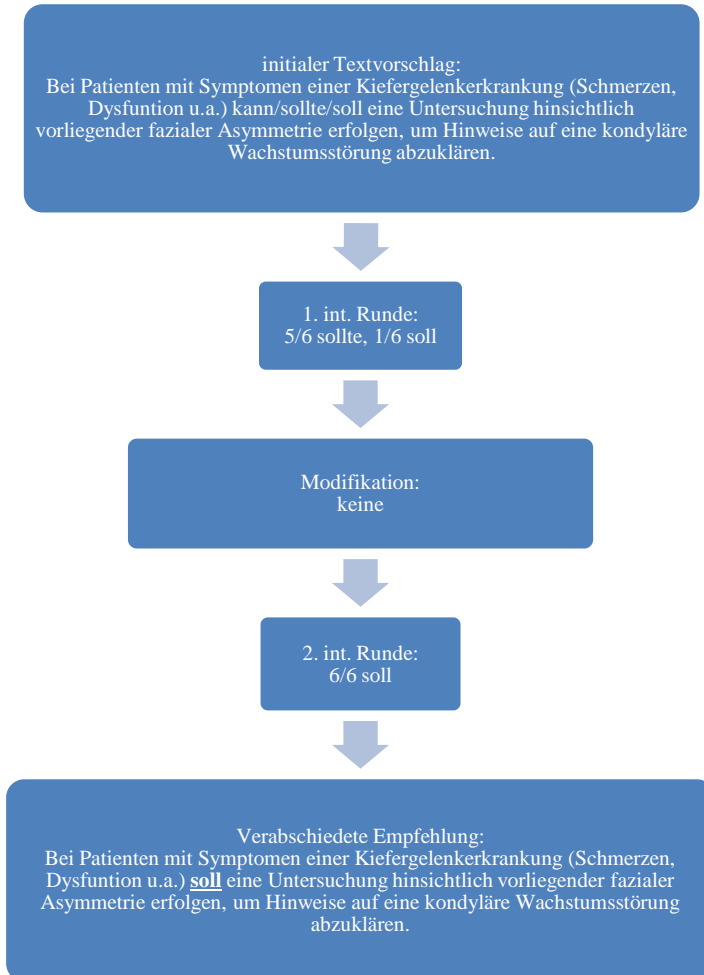 initialer Textvorschlag:
Bei Patienten mit Symptomen einer Kiefergelenkerkrankung (Schmerzen,
Dysfuntion u.a.) kann/sollte/soll eine Untersuchung hinsichtlich
vorliegender fazialer Asymmetrie erfolgen, um Hinweise auf eine kondyläre
Wachstumsstörung abzuklären.
1. int. Runde:
5/6 sollte, 1/6 soll
Modifikation:
keine
2. int. Runde:
6/6 soll
Verabschiedete Empfehlung:
Bei Patienten mit Symptomen einer Kiefergelenkerkrankung (Schmerzen,
Dysfuntion u.a.) soll eine Untersuchung hinsichtlich vorliegender fazialer
Asymmetrie erfolgen, um Hinweise auf eine kondyläre Wachstumsstörung
abzuklären.